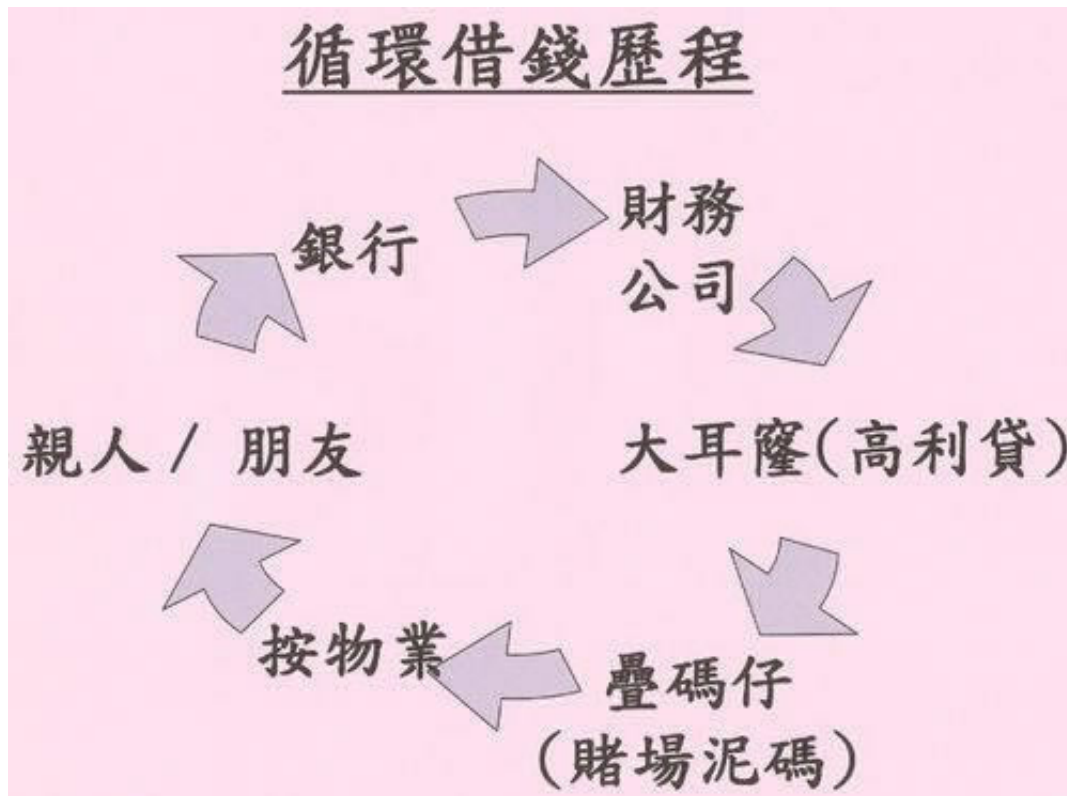 循環借錢歷程
銀行
財務
公司
大耳窿(高利貸)
疊碼仔
(賭場泥碼)
按物業
親人 / 朋友